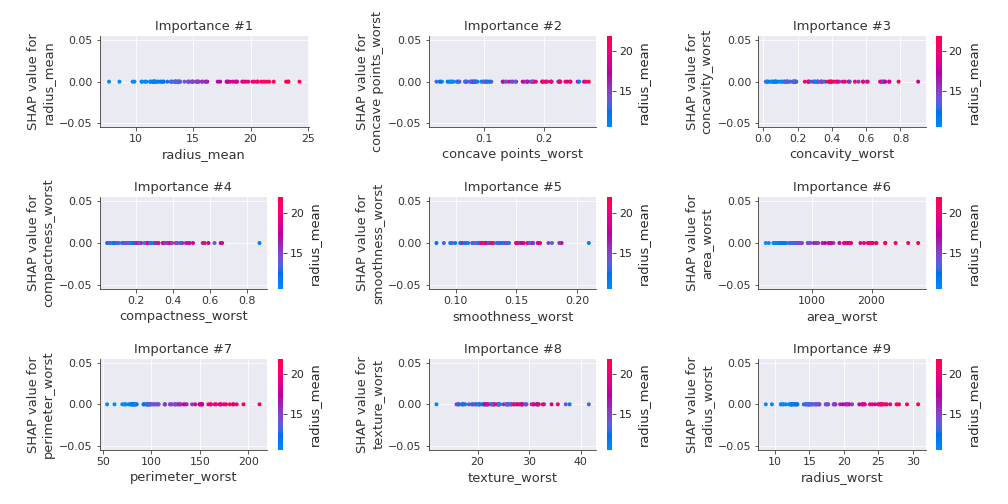 Importance #1
SHAP value for
radius_mean
0.05
0.00
−0.05
10
15
20
25
radius_mean
Importance #2
SHAP value for
concave points_worst
0.05
0.00
−0.05
0.1
0.2
concave points_worst
20
15
radius_mean
Importance #3
SHAP value for
concavity_worst
0.05
0.00
−0.05
0.0
0.2
0.4
0.6
0.8
concavity_worst
20
15
radius_mean
Importance #4
SHAP value for
compactness_worst
0.05
0.00
−0.05
0.2
0.4
0.6
0.8
compactness_worst
20
15
radius_mean
Importance #5
SHAP value for
smoothness_worst
0.05
0.00
−0.05
0.10
0.15
0.20
smoothness_worst
20
15
radius_mean
Importance #6
SHAP value for
area_worst
0.05
0.00
−0.05
1000
2000
area_worst
20
15
radius_mean
Importance #7
SHAP value for
perimeter_worst
0.05
0.00
−0.05
50
100
150
200
perimeter_worst
20
15
radius_mean
Importance #8
SHAP value for
texture_worst
0.05
0.00
−0.05
20
30
40
texture_worst
20
15
radius_mean
Importance #9
SHAP value for
radius_worst
0.05
0.00
−0.05
10
15
20
25
30
radius_worst
20
15
radius_mean